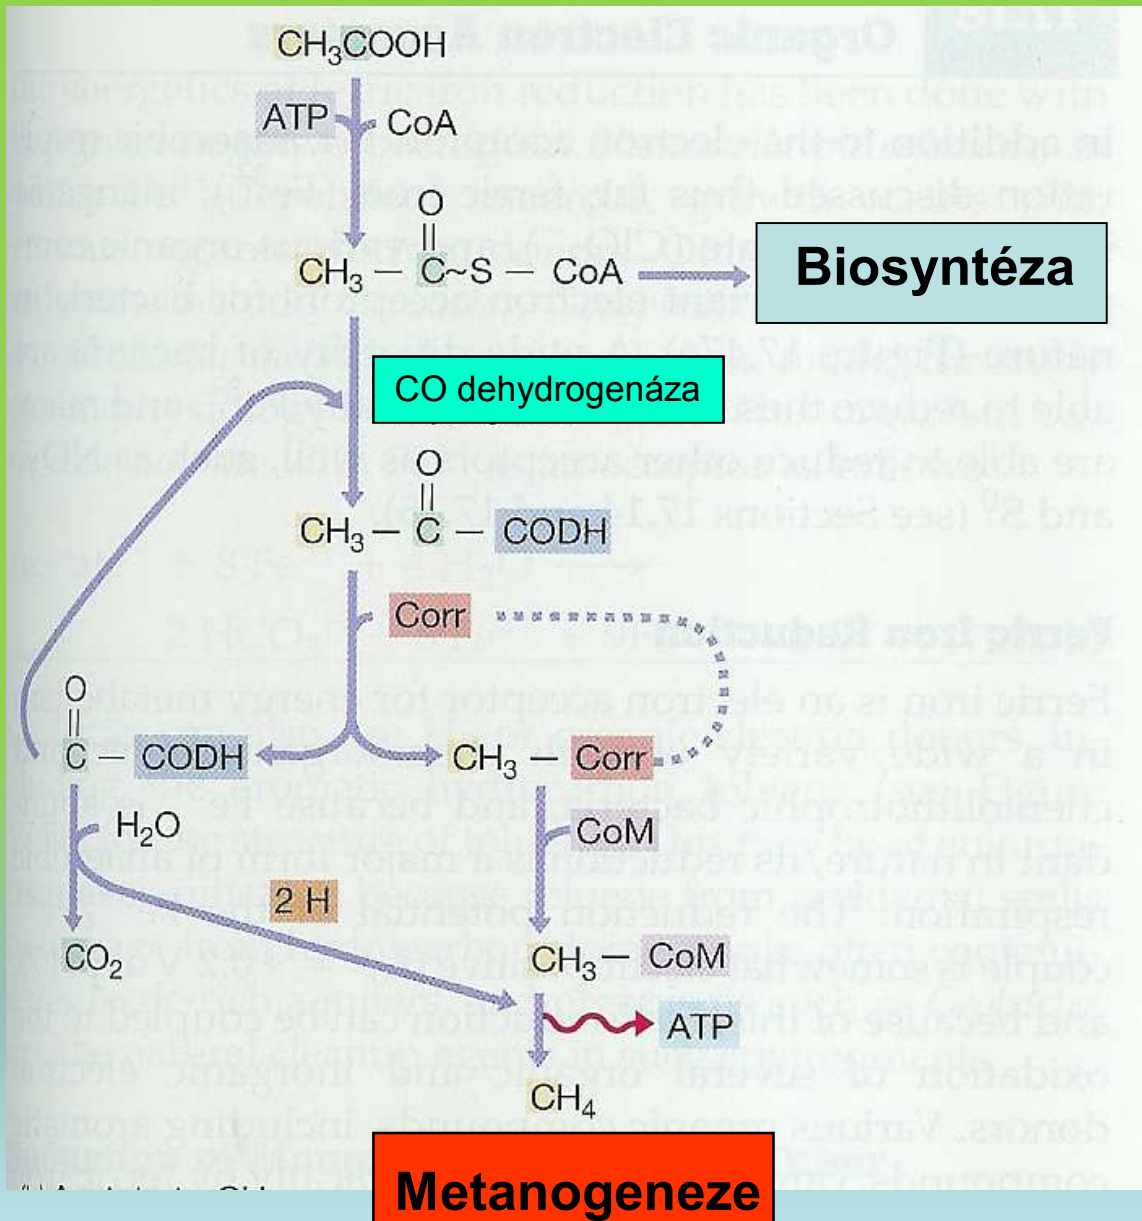 CH₃COOH
ATP CoA
O
CH₃ — C~S — CoA
Biosyntéza
CO dehydrogenáza
O
CH₃ — C — CODH
Corr
O
C — CODH
CH₃ — Corr
H₂O
CoM
2 H
CO₂
CH₃ — CoM
ATP
CH₄
Metanogeneze